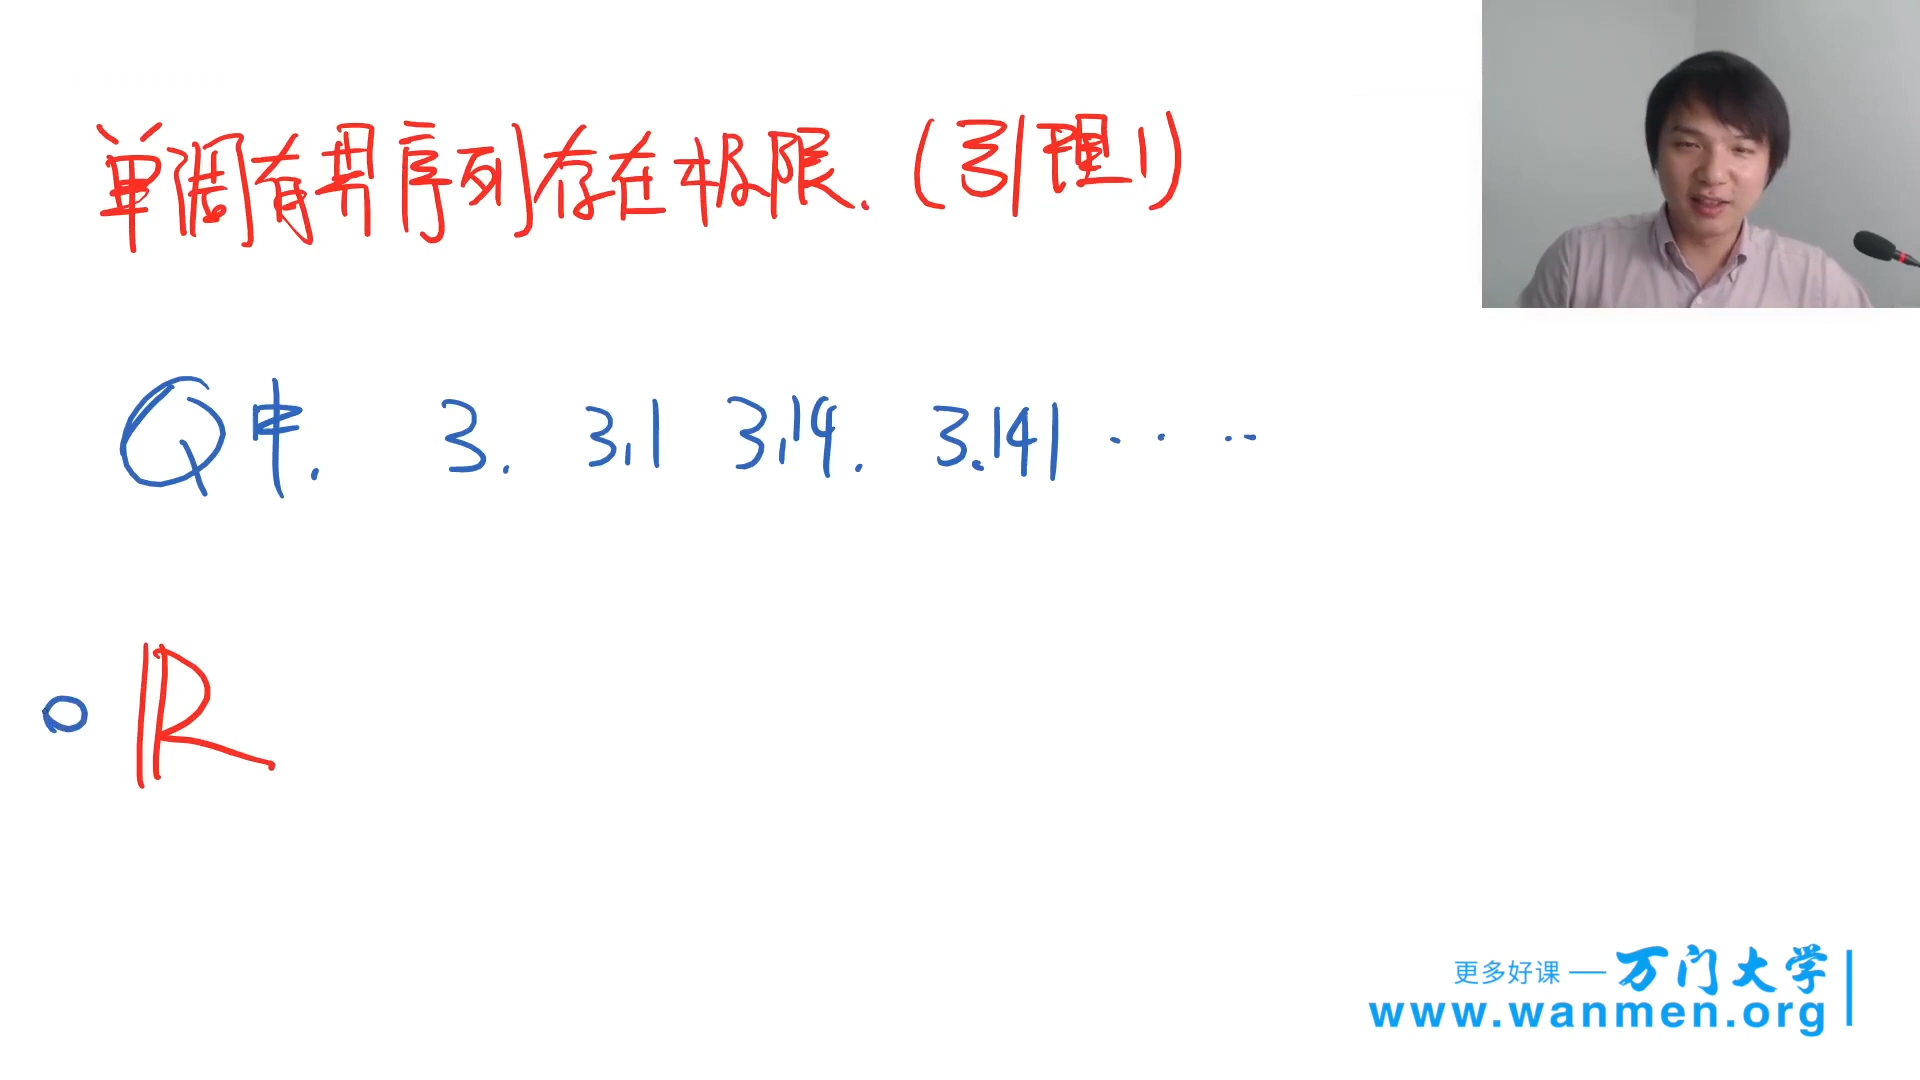 单调有界序列存在极限.(引理1)
Q中. 3. 3.1 3.14. 3.141 ....
ℝ
更多好课 — 万门大学
www.wanmen.org